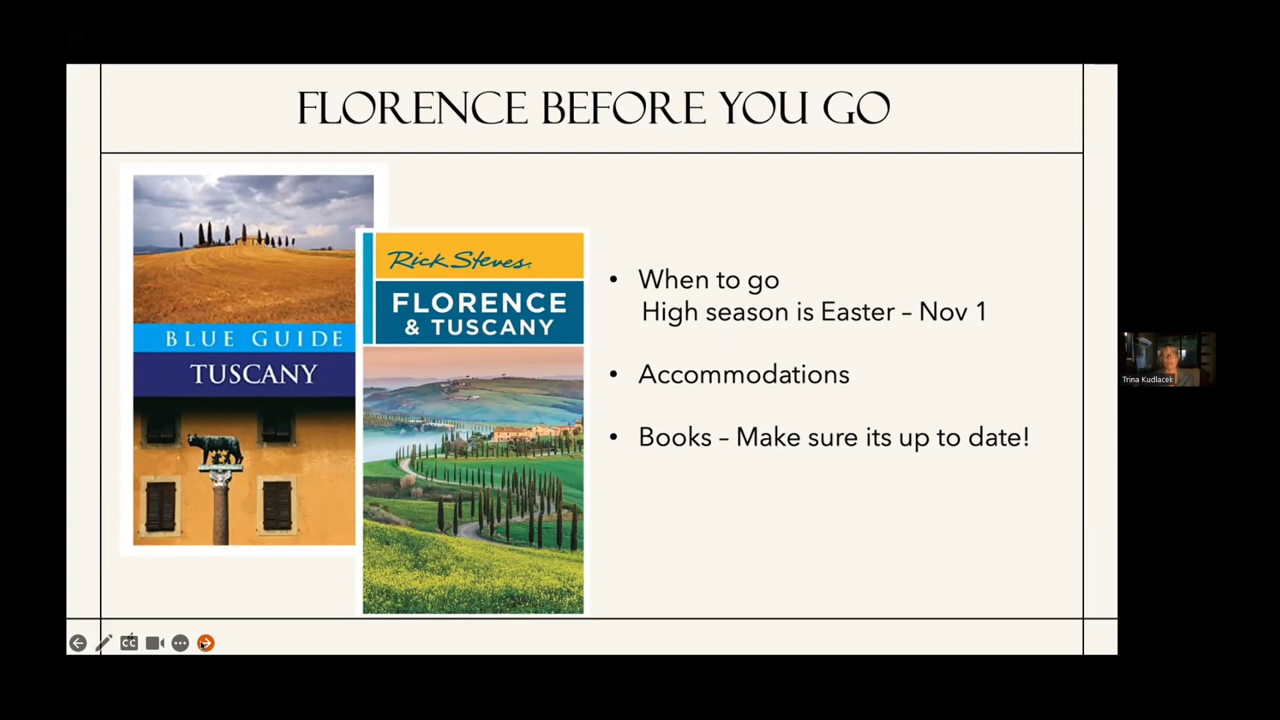 FLORENCE BEFORE YOU GO
BLUE GUIDE
TUSCANY
Rick Steves
FLORENCE
& TUSCANY
• When to go
High season is Easter – Nov 1
• Accommodations
• Books – Make sure its up to date!
Trina Kudlacek
CC